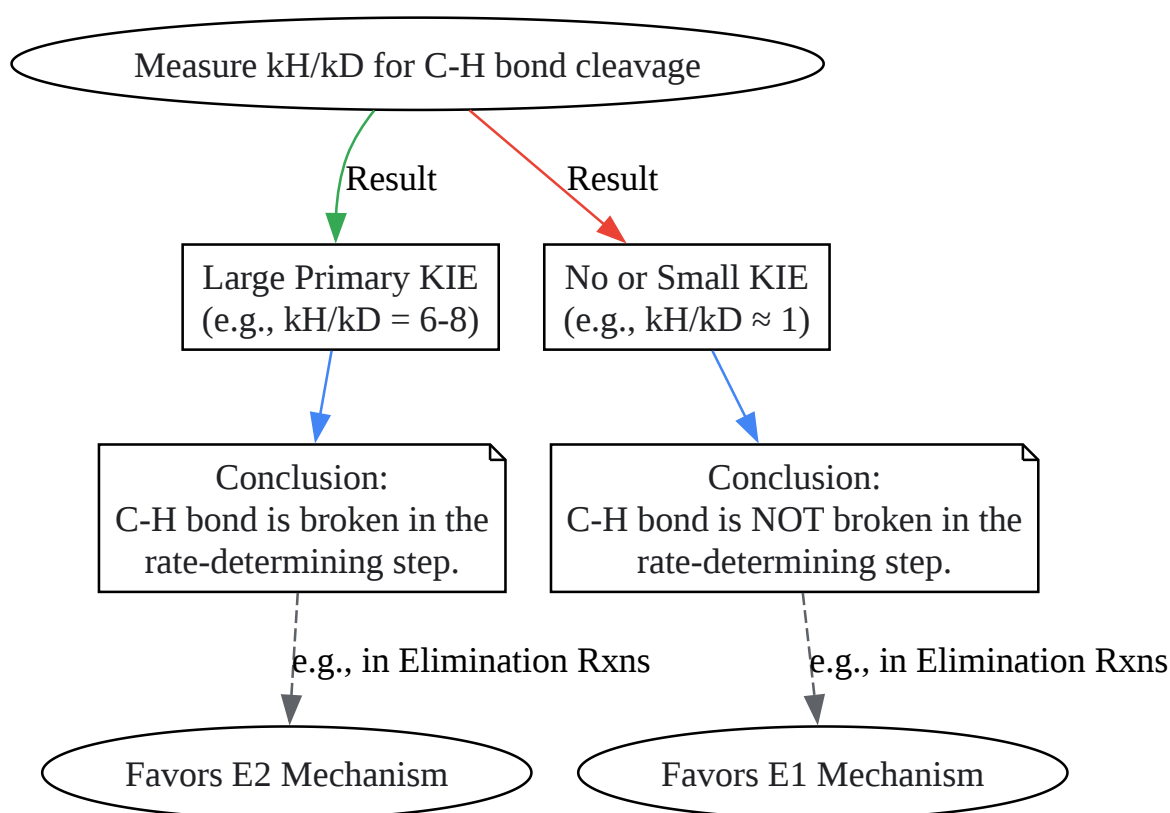 Measure kH/kD for C-H bond cleavage
Result
Result
Large Primary KIE
(e.g., kH/kD = 6-8)
No or Small KIE
(e.g., kH/kD ≈ 1)
Conclusion:
C-H bond is broken in the
rate-determining step.
Conclusion:
C-H bond is NOT broken in the
rate-determining step.
e.g., in Elimination Rxns
e.g., in Elimination Rxns
Favors E2 Mechanism
Favors E1 Mechanism